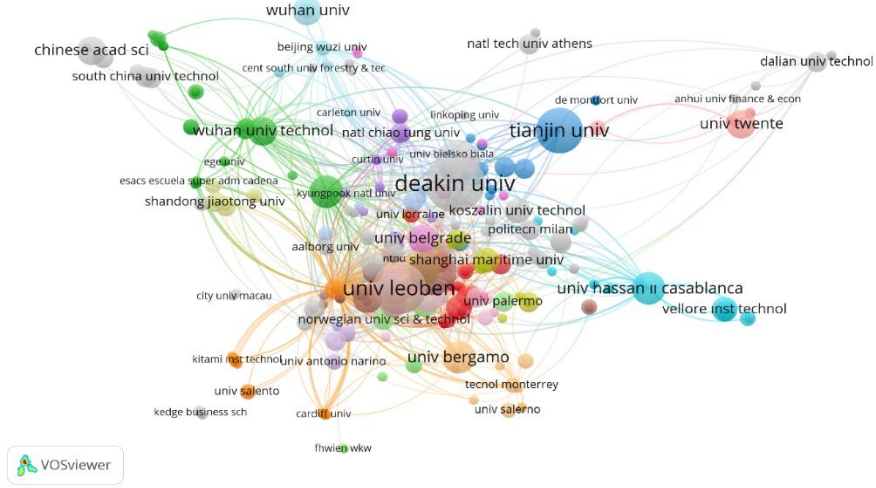 wuhan univ
chinese acad sci
beijing wuzi univ
natl tech univ athens
dalian univ technol
cent south univ forestry & tec
south china univ technol
de montfort univ
anhui univ finance & econ
carleton univ
linkoping univ
wuhan univ technol
natl chiao tung univ
tianjin univ
univ twente
curtin univ
univ bielsko biala
ege univ
esacs escuela super adm cadena
deakin univ
kyungpook natl univ
shandong jiaotong univ
univ lorraine
koszalin univ technol
politecn milan
aalborg univ
univ belgrade
ntnu
shanghai maritime univ
city univ macau
univ leoben
univ palermo
univ hassan ii casablanca
vellore inst technol
norwegian univ sci & technol
kitami inst technol
univ antonio narino
univ bergamo
univ salento
tecnol monterrey
kedge business sch
cardiff univ
univ salerno
fhwien wkw
VOSviewer